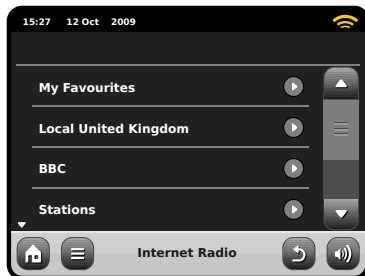 15:27 12 Oct 2009
My Favourites
Local United Kingdom
BBC
Stations
Internet Radio